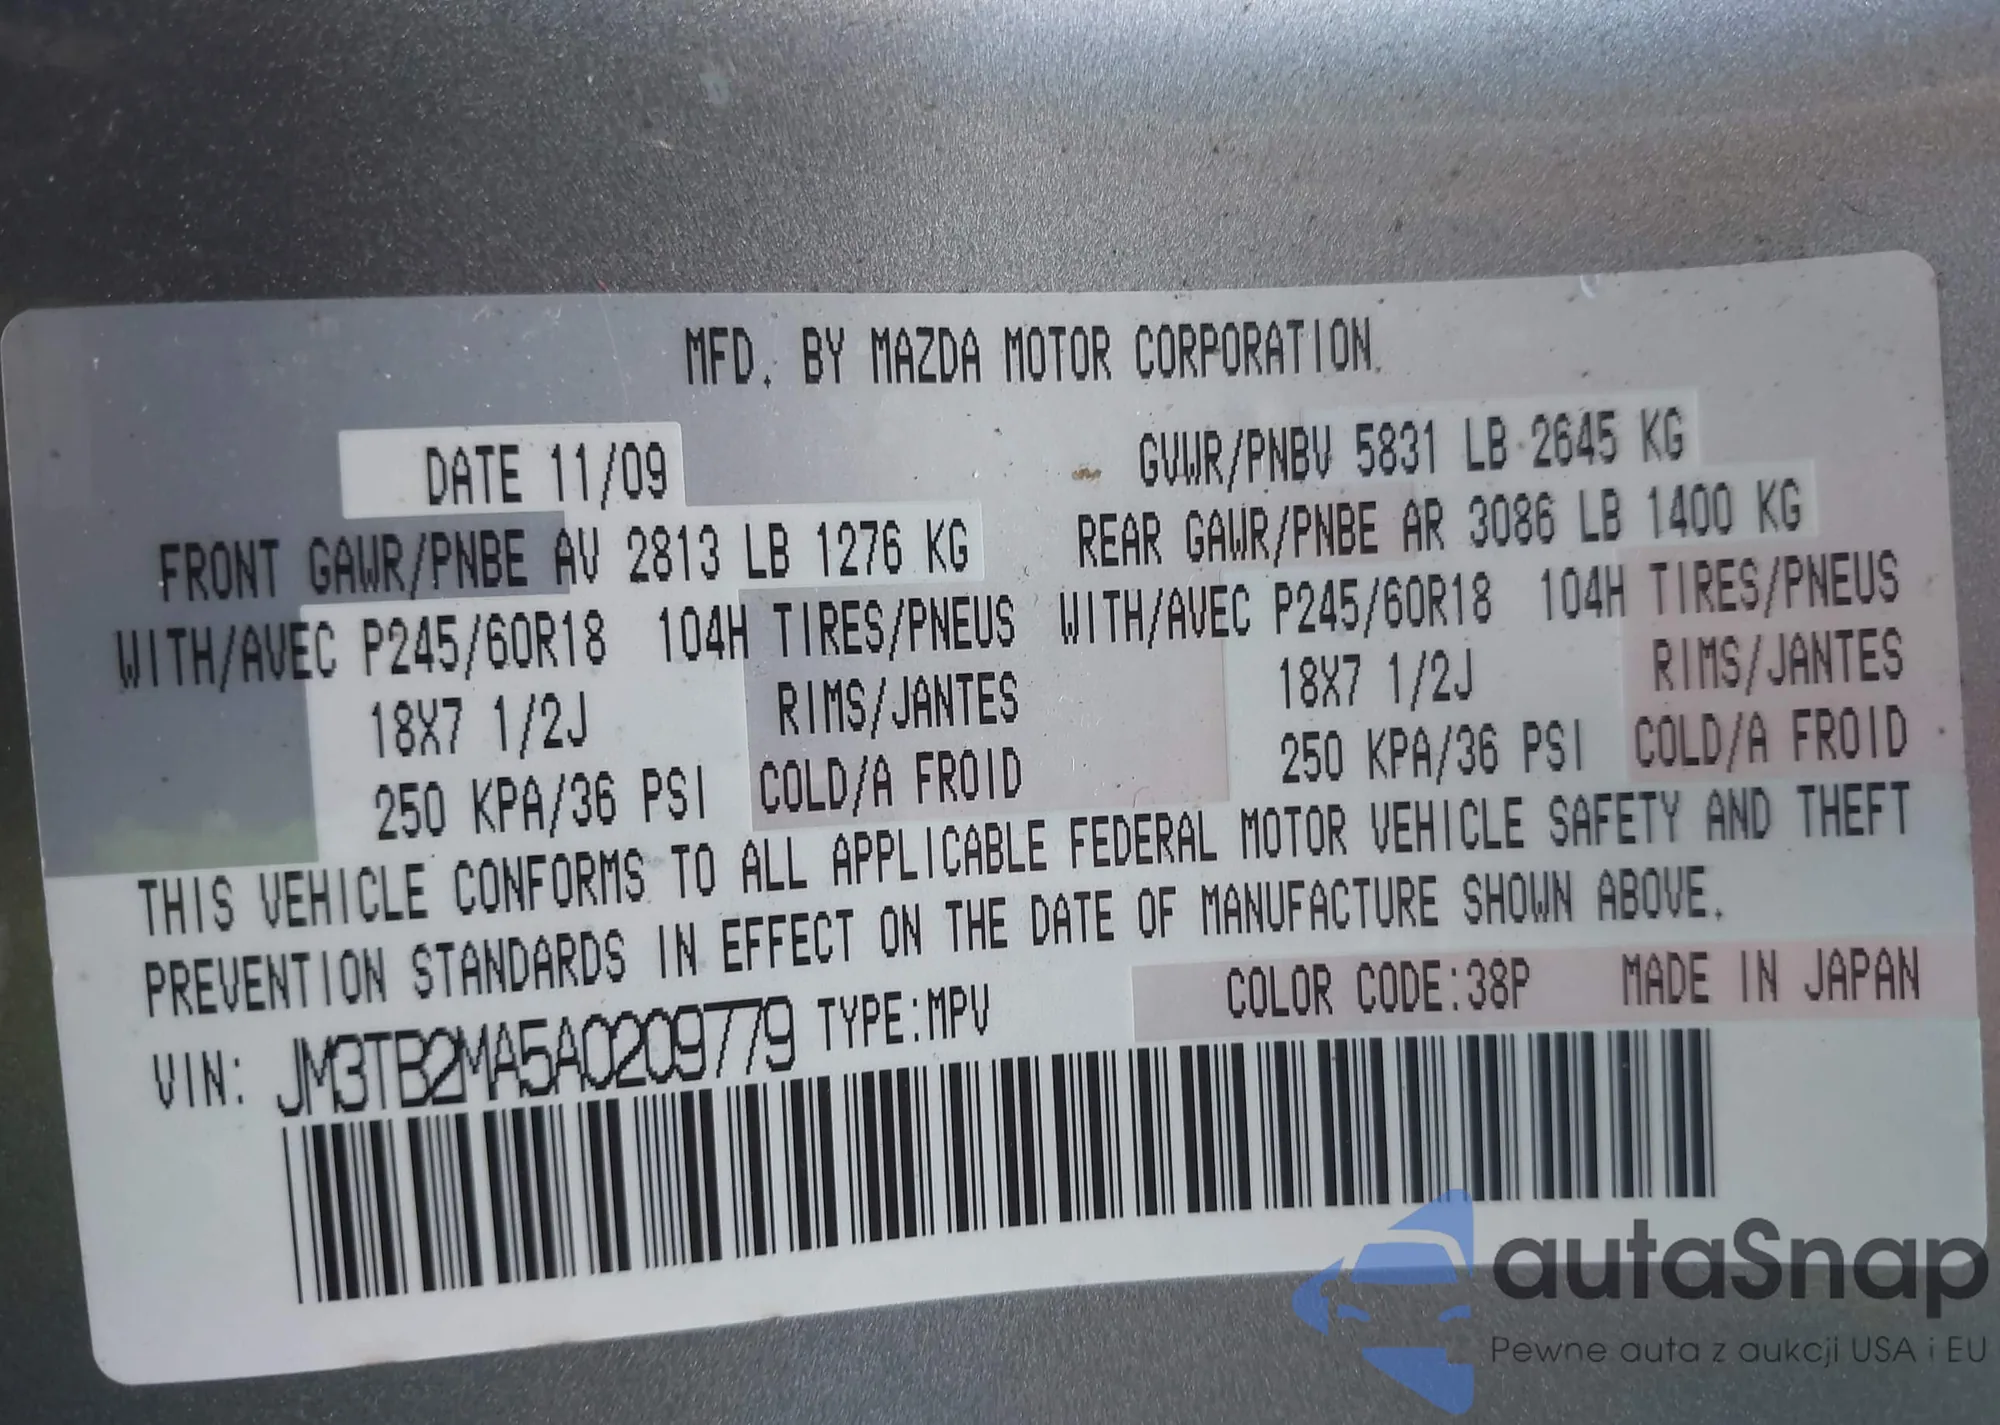 MFD. BY MAZDA MOTOR CORPORATION.
DATE 11/09 GVWR/PNBV 5831 LB 2645 KG
FRONT GAWR/PNBE AV 2813 LB 1276 KG REAR GAWR/PNBE AR 3086 LB 1400 KG
WITH/AVEC P245/60R18 104H TIRES/PNEUS WITH/AVEC P245/60R18 104H TIRES/PNEUS
18X7 1/2J RIMS/JANTES 18X7 1/2J RIMS/JANTES
250 KPA/36 PSI COLD/A FROID 250 KPA/36 PSI COLD/A FROID
THIS VEHICLE CONFORMS TO ALL APPLICABLE FEDERAL MOTOR VEHICLE SAFETY AND THEFT
PREVENTION STANDARDS IN EFFECT ON THE DATE OF MANUFACTURE SHOWN ABOVE.
VIN: JM3TB2MA5A0209779 TYPE:MPV COLOR CODE:38P MADE IN JAPAN
autaSnap
Pewne auta z aukcji USA i EU